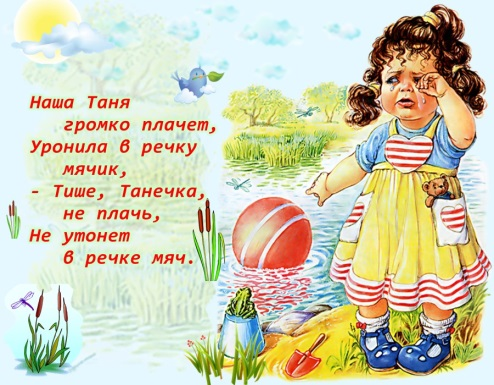 Наша Таня
громко плачет,
Уронила в речку
мячик,
- Тише, Танечка,
не плачь,
Не утонет
в речке мяч.